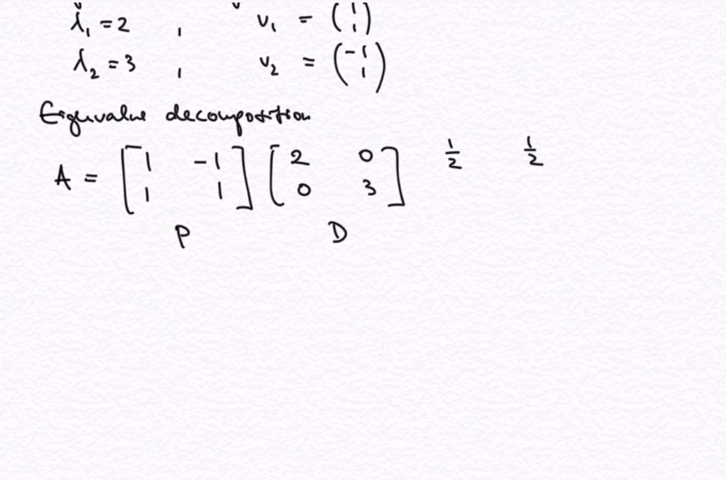 λ₁ = 2 , v₁ = (1 1)
λ₂ = 3 , v₂ = (-1 1)
Eigenvalue decomposition
A = [1 -1 1 1] [2 0 0 3] 1/2 1/2
P D